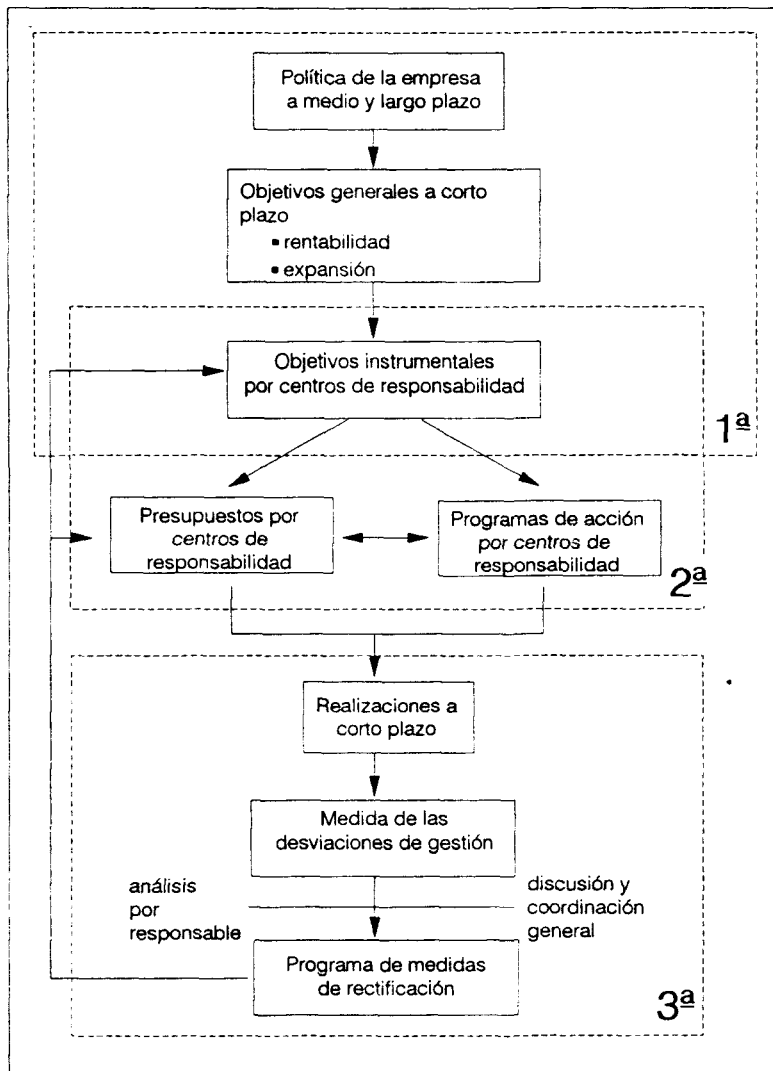 Política de la empresa
a medio y largo plazo
Objetivos generales a corto
plazo
▪ rentabilidad
▪ expansión
Objetivos instrumentales
por centros de responsabilidad
1ª
Presupuestos por
centros de
responsabilidad
Programas de acción
por centros de
responsabilidad
2ª
Realizaciones a
corto plazo
Medida de las
desviaciones de gestión
análisis
por
responsable
discusión y
coordinación
general
Programa de medidas
de rectificación
3ª